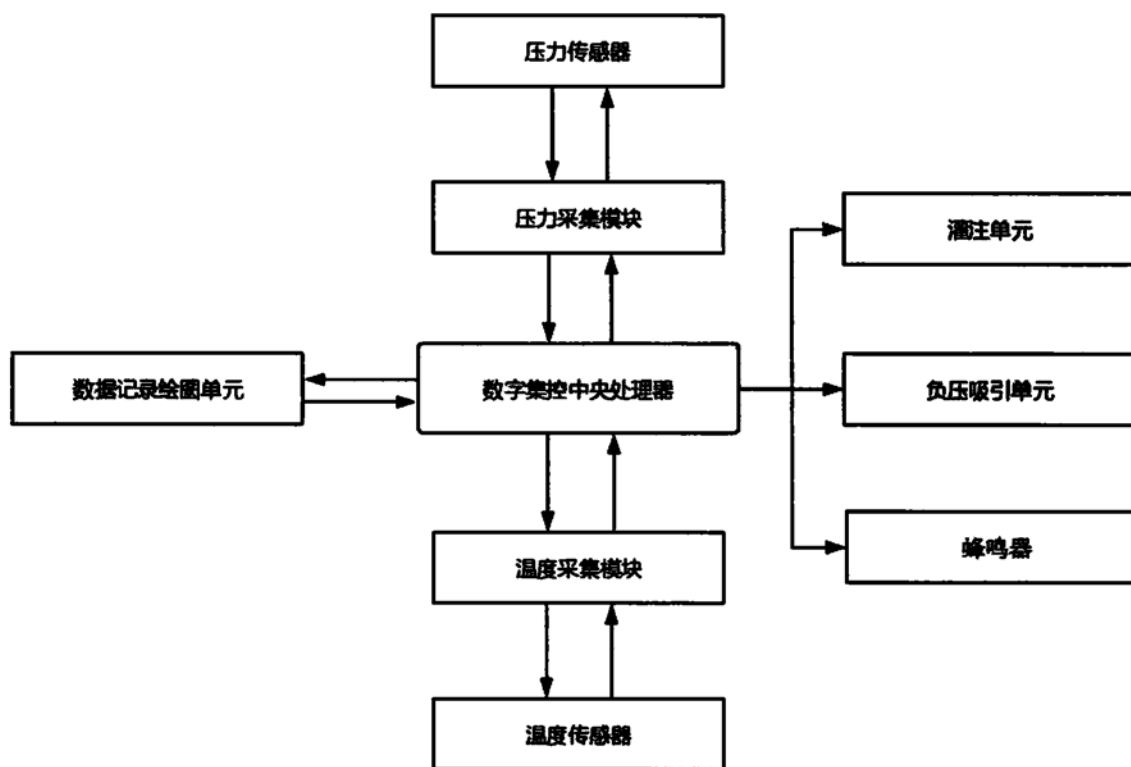 压力传感器
压力采集模块
灌注单元
数据记录绘图单元
数字集控中央处理器
负压吸引单元
蜂鸣器
温度采集模块
温度传感器